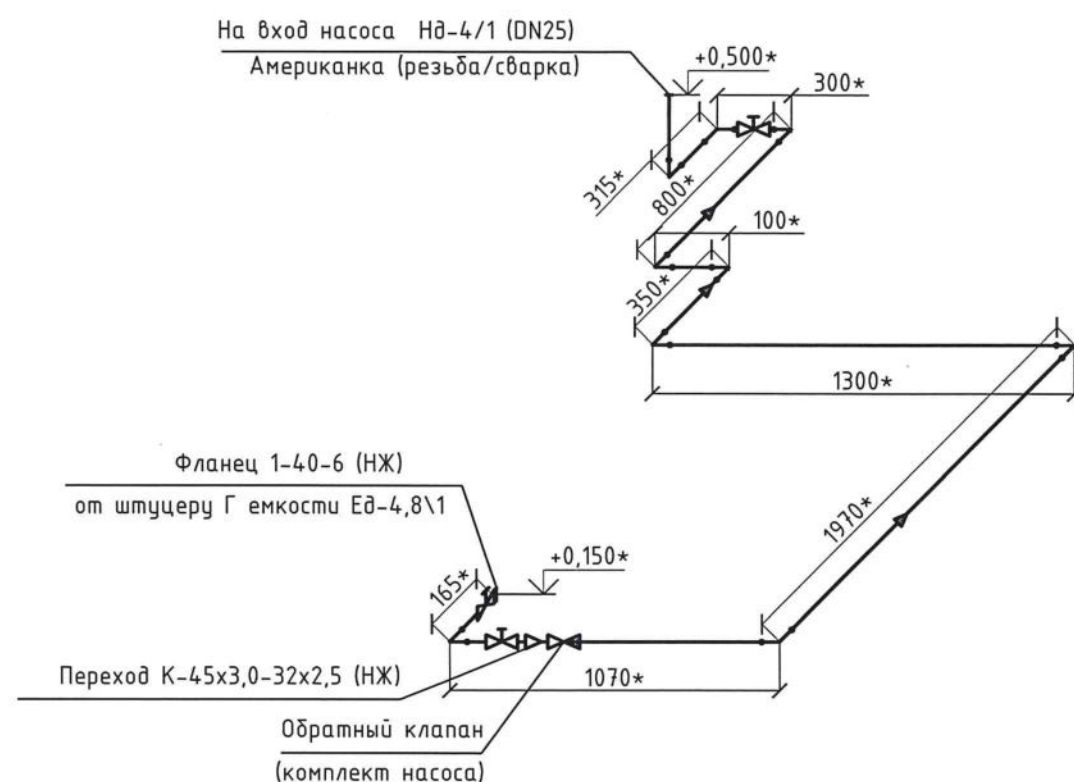 На вход насоса Нд-4/1 (DN25)
Американка (резьба/сварка)
+0,500*
300*
315*
800*
100*
350*
1300*
Фланец 1-40-6 (НЖ)
от штуцеру Г емкости Ед-4,8\1
1970*
+0,150*
165*
Переход К-45х3,0-32х2,5 (НЖ)
1070*
Обратный клапан
(комплект насоса)